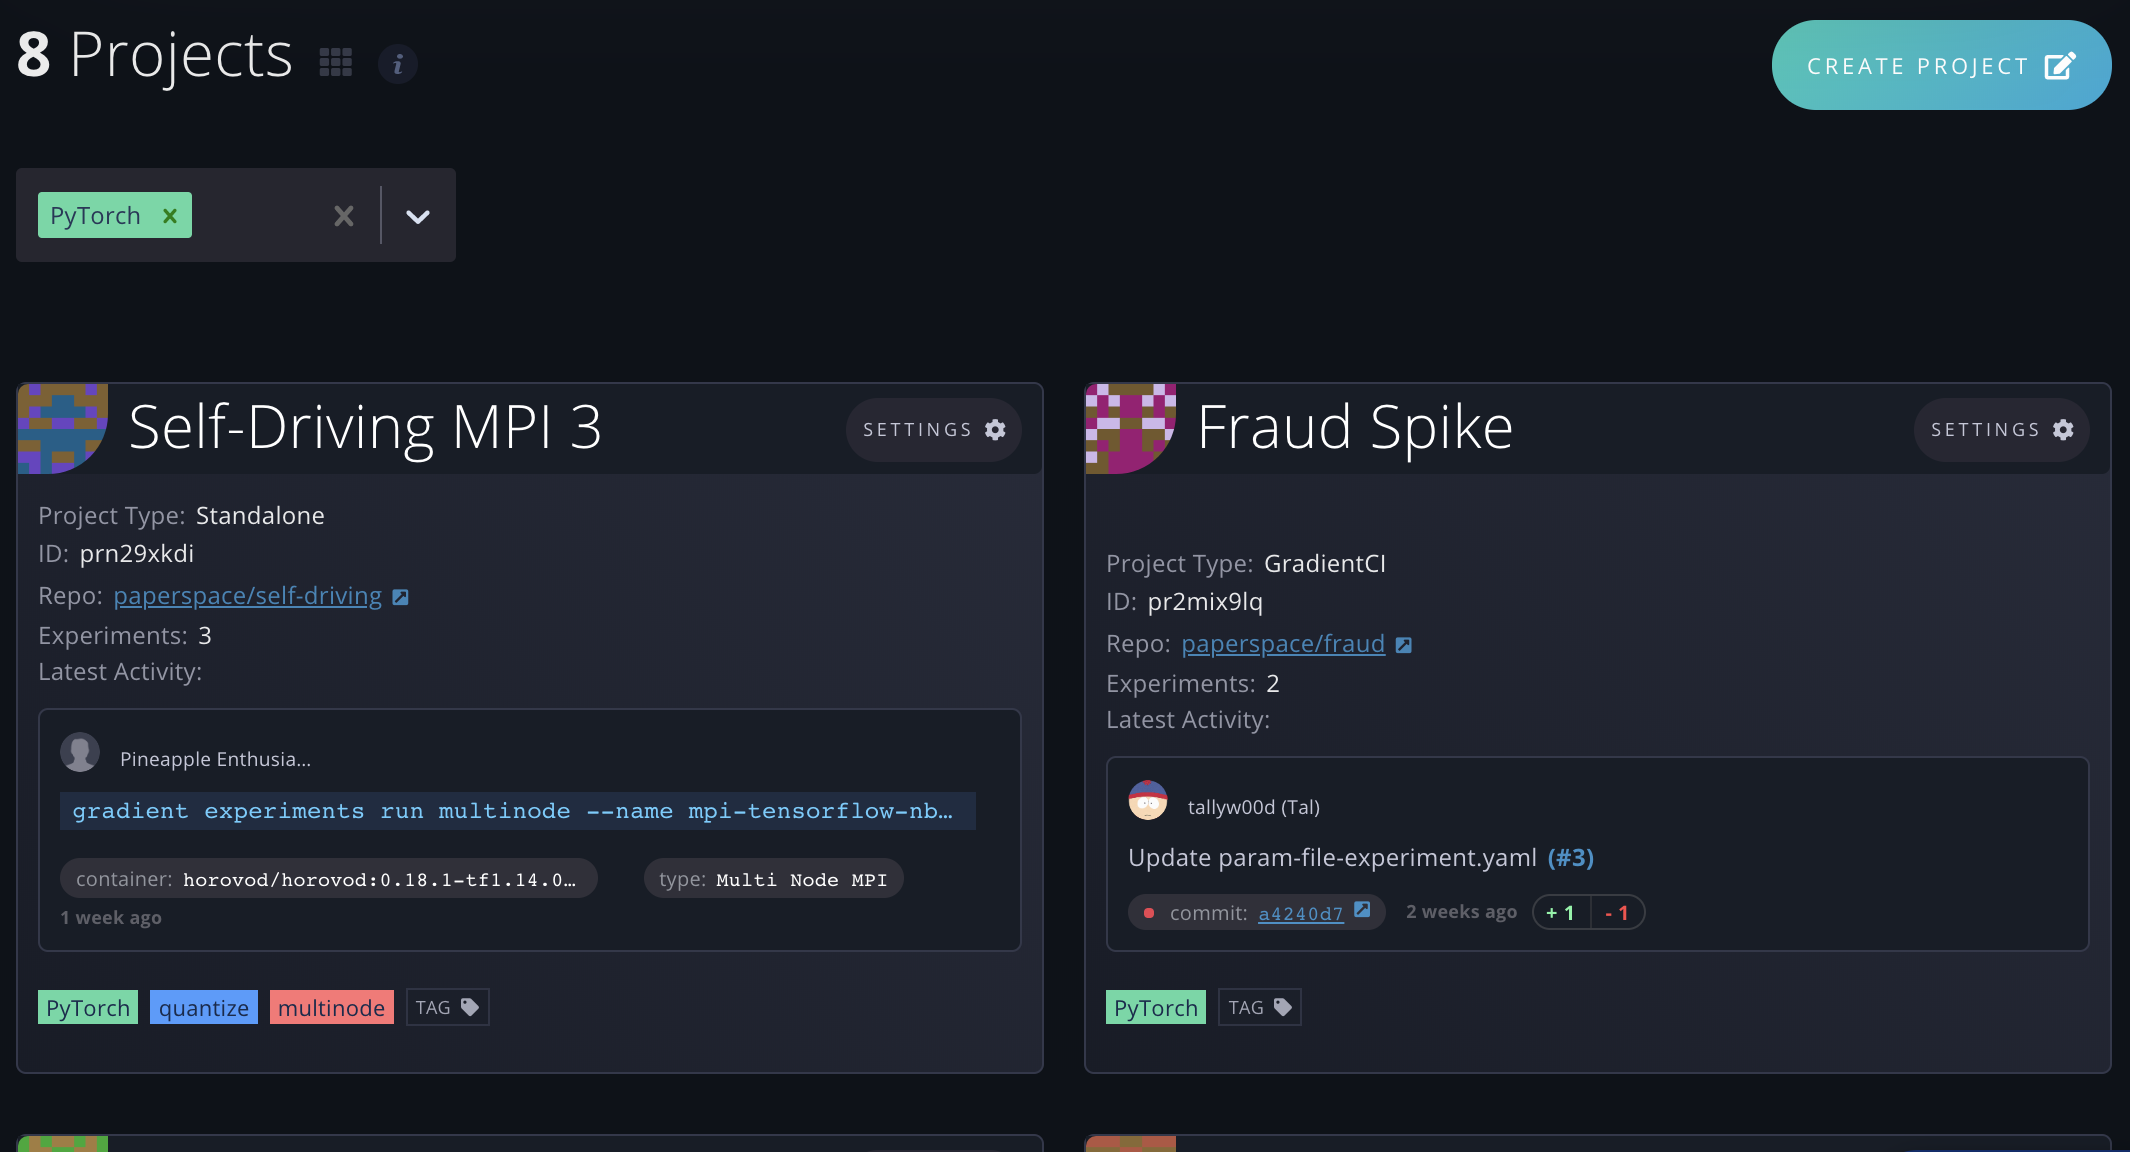 8 Projects
CREATE PROJECT
PyTorch
Self-Driving MPI 3
SETTINGS
Project Type: Standalone
ID: prn29xkdi
Repo: paperspace/self-driving
Experiments: 3
Latest Activity:
Pineapple Enthusia...
gradient experiments run multinode --name mpi-tensorflow-nb…
container: horovod/horovod:0.18.1-tf1.14.0…
type: Multi Node MPI
1 week ago
PyTorch quantize multinode TAG
Fraud Spike
SETTINGS
Project Type: GradientCI
ID: pr2mix9lq
Repo: paperspace/fraud
Experiments: 2
Latest Activity:
tallyw00d (Tal)
Update param-file-experiment.yaml (#3)
commit: a4240d7 2 weeks ago +1 -1
PyTorch TAG